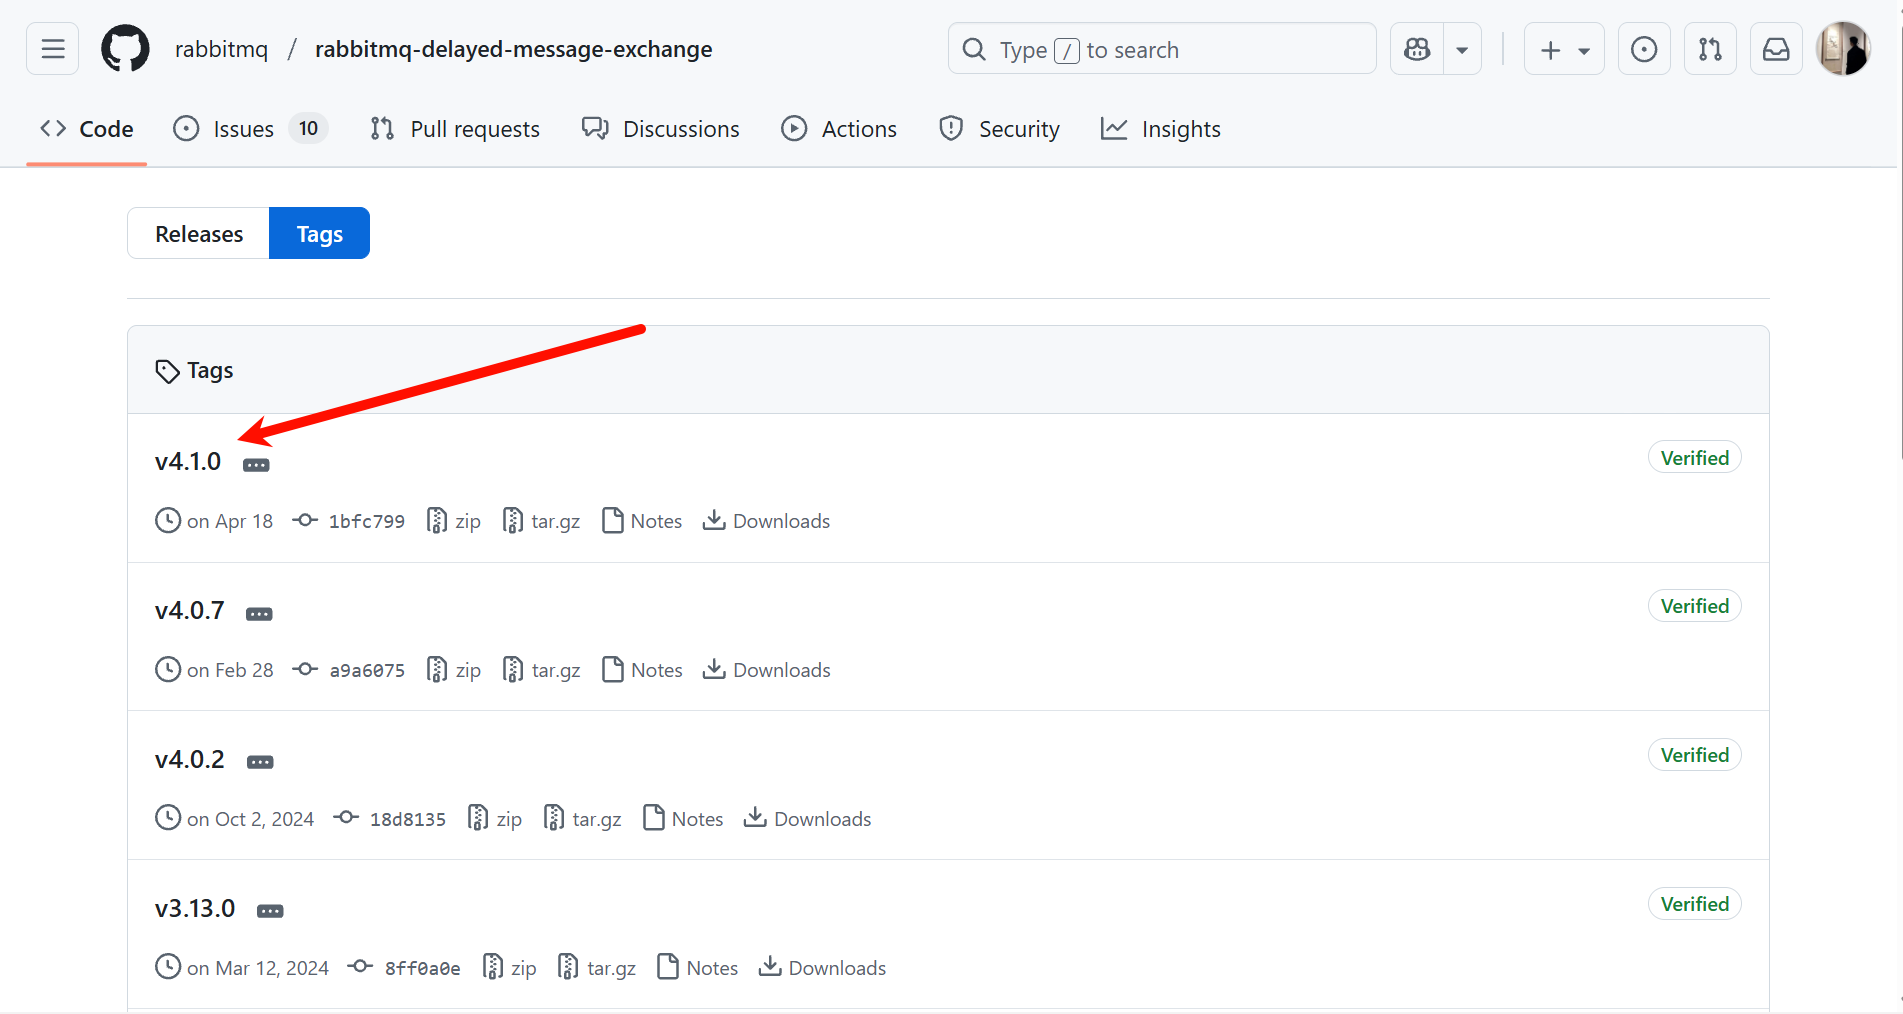 rabbitmq / rabbitmq-delayed-message-exchange
Type / to search
Code Issues 10 Pull requests Discussions Actions Security Insights
Releases Tags
Tags
v4.1.0 Verified
on Apr 18 1bfc799 zip tar.gz Notes Downloads
v4.0.7 Verified
on Feb 28 a9a6075 zip tar.gz Notes Downloads
v4.0.2 Verified
on Oct 2, 2024 18d8135 zip tar.gz Notes Downloads
v3.13.0 Verified
on Mar 12, 2024 8ff0a0e zip tar.gz Notes Downloads